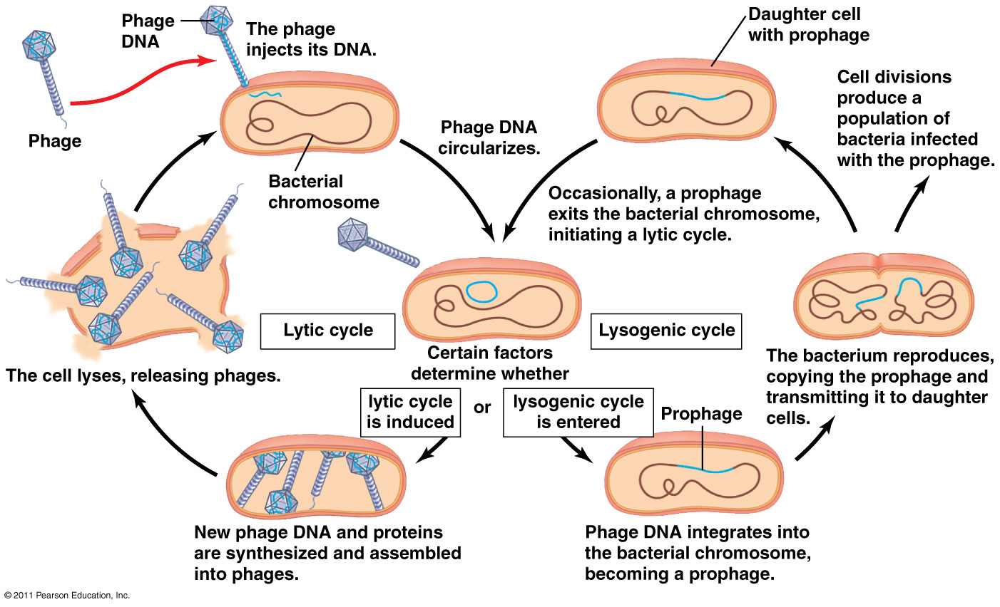 Phage
DNA
The phage
injects its DNA.
Phage
Bacterial
chromosome
Phage DNA
circularizes.
Daughter cell
with prophage
Cell divisions
produce a
population of
bacteria infected
with the prophage.
Occasionally, a prophage
exits the bacterial chromosome,
initiating a lytic cycle.
Lytic cycle
Lysogenic cycle
The cell lyses, releasing phages.
Certain factors
determine whether
lytic cycle
is induced
or
lysogenic cycle
is entered
Prophage
The bacterium reproduces,
copying the prophage and
transmitting it to daughter
cells.
New phage DNA and proteins
are synthesized and assembled
into phages.
Phage DNA integrates into
the bacterial chromosome,
becoming a prophage.
© 2011 Pearson Education, Inc.